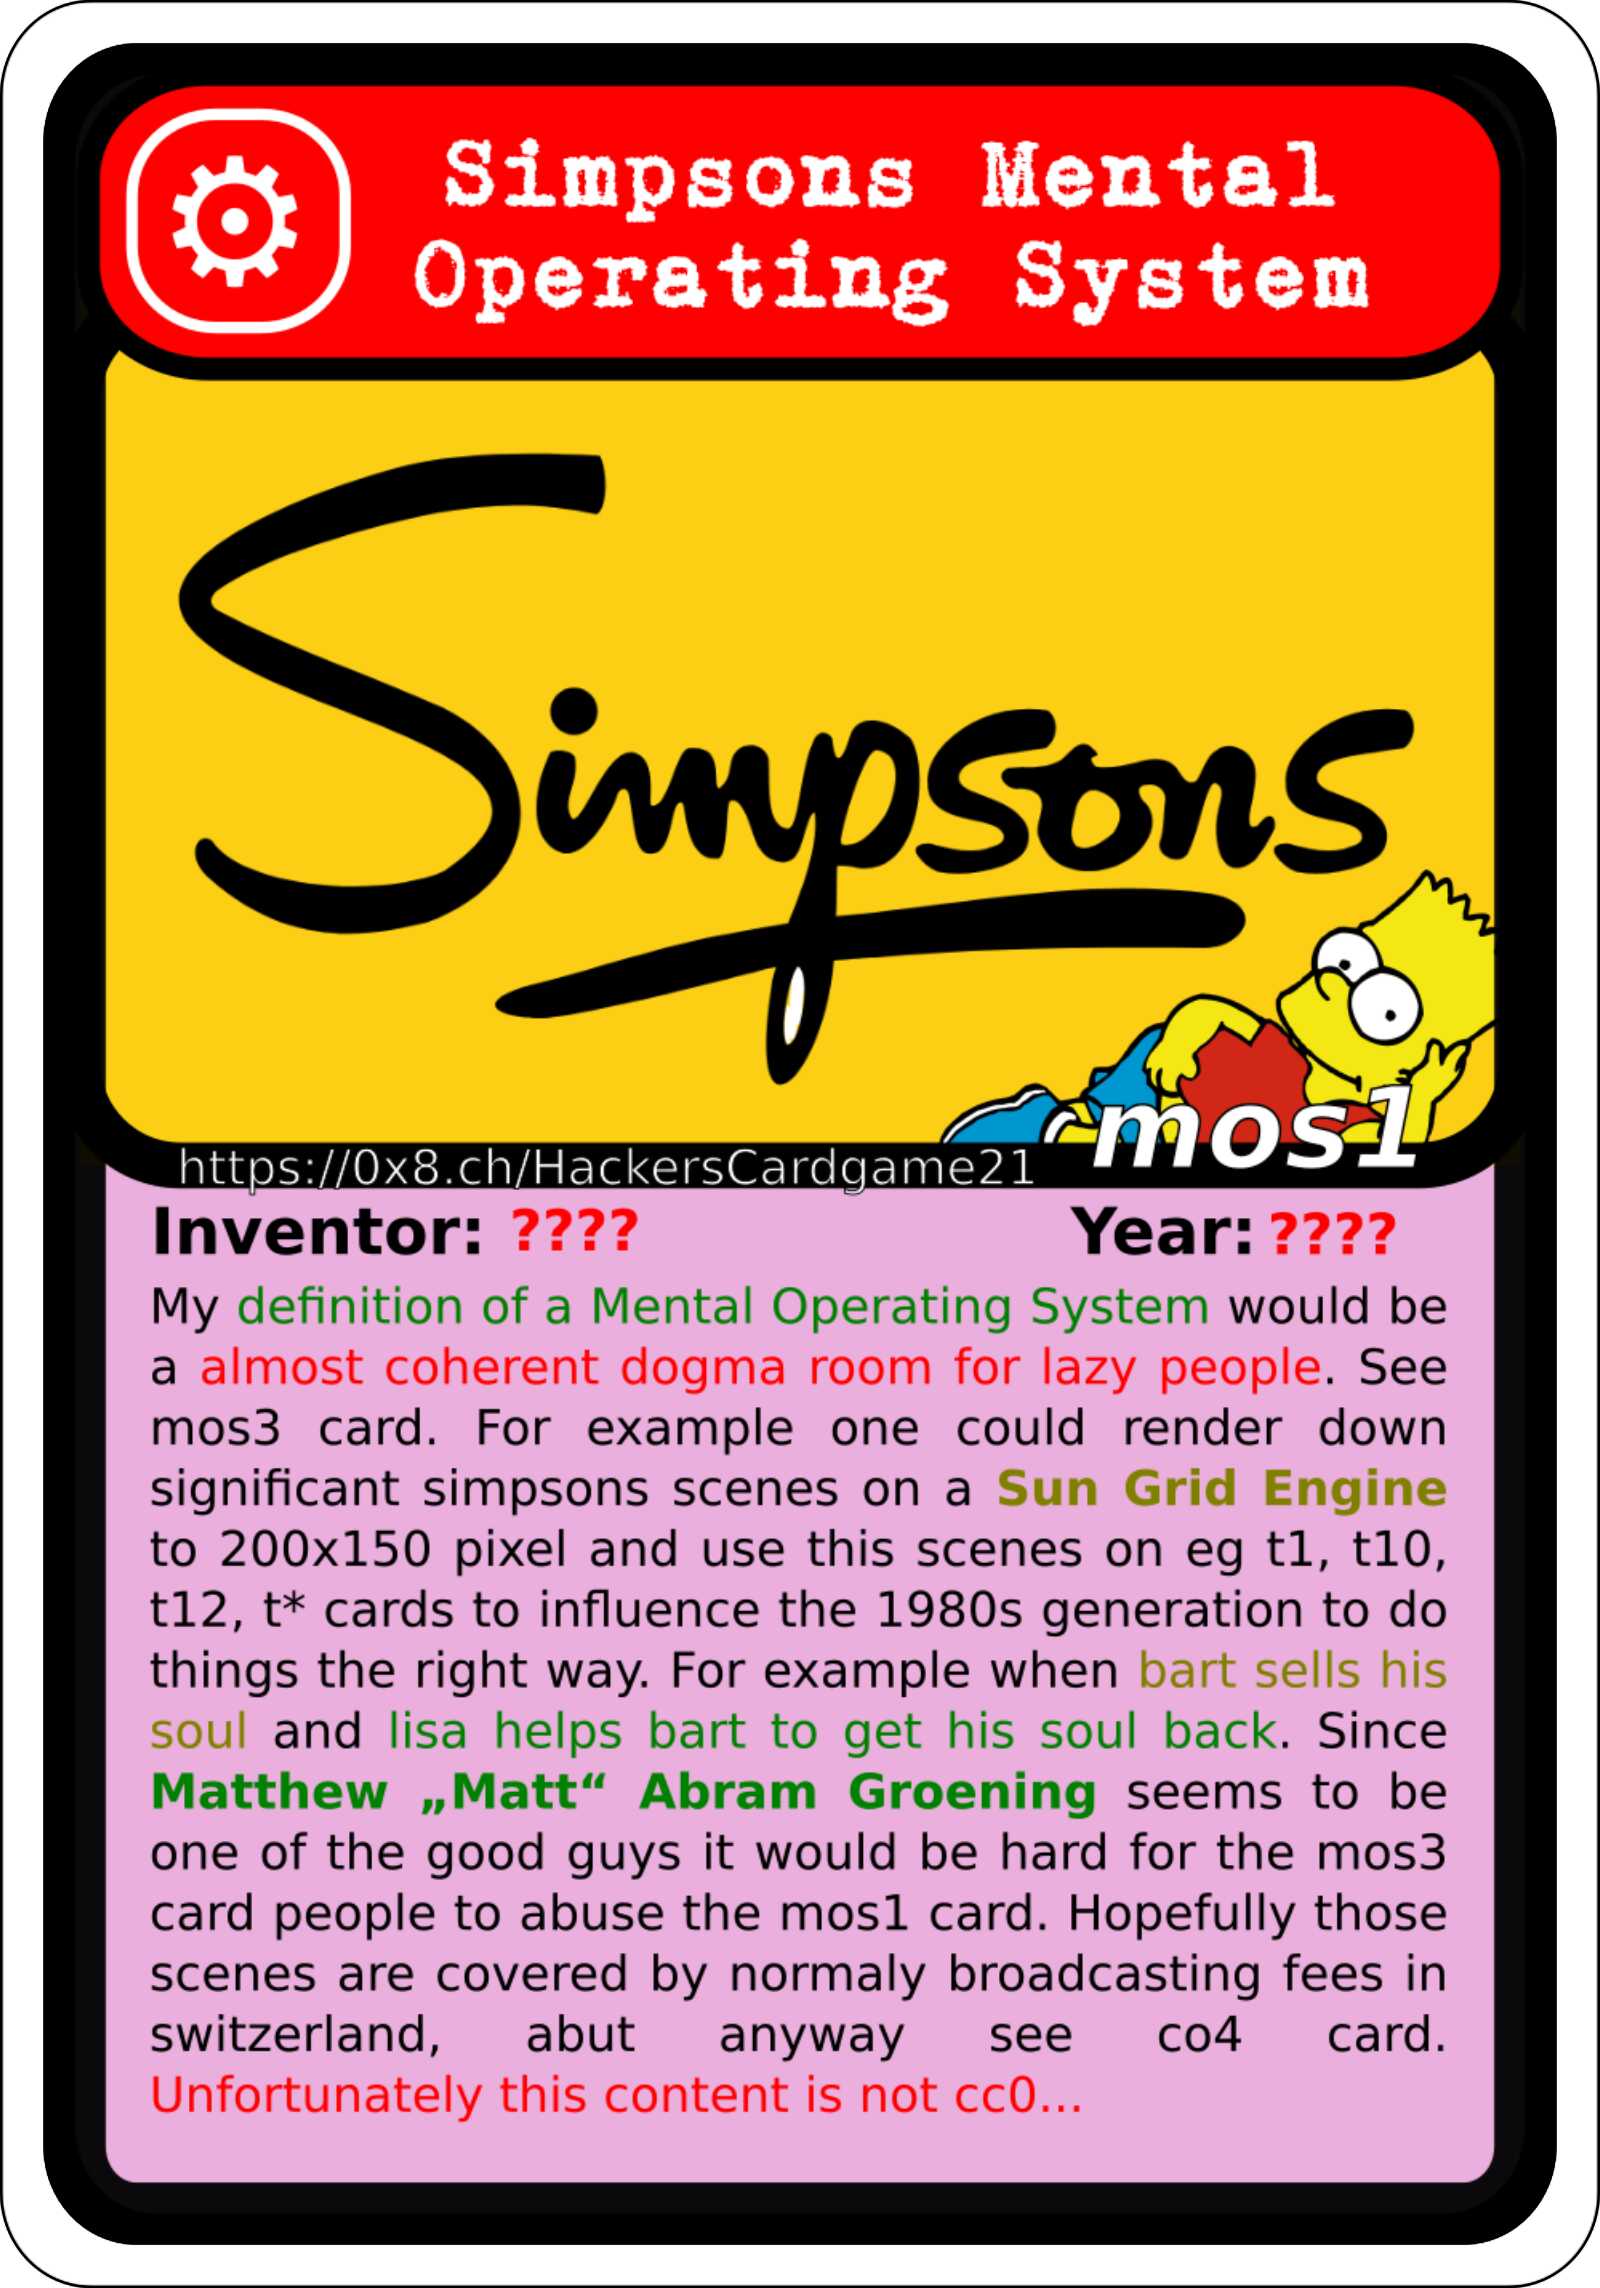 Simpsons Mental
Operating System
Simpsons
mos1
https://0x8.ch/HackersCardgame21
Inventor: ???? Year: ????
My definition of a Mental Operating System would be
a almost coherent dogma room for lazy people. See
mos3 card. For example one could render down
significant simpsons scenes on a Sun Grid Engine
to 200x150 pixel and use this scenes on eg t1, t10,
t12, t* cards to influence the 1980s generation to do
things the right way. For example when bart sells his
soul and lisa helps bart to get his soul back. Since
Matthew „Matt“ Abram Groening seems to be
one of the good guys it would be hard for the mos3
card people to abuse the mos1 card. Hopefully those
scenes are covered by normaly broadcasting fees in
switzerland, abut anyway see co4 card.
Unfortunately this content is not cc0...